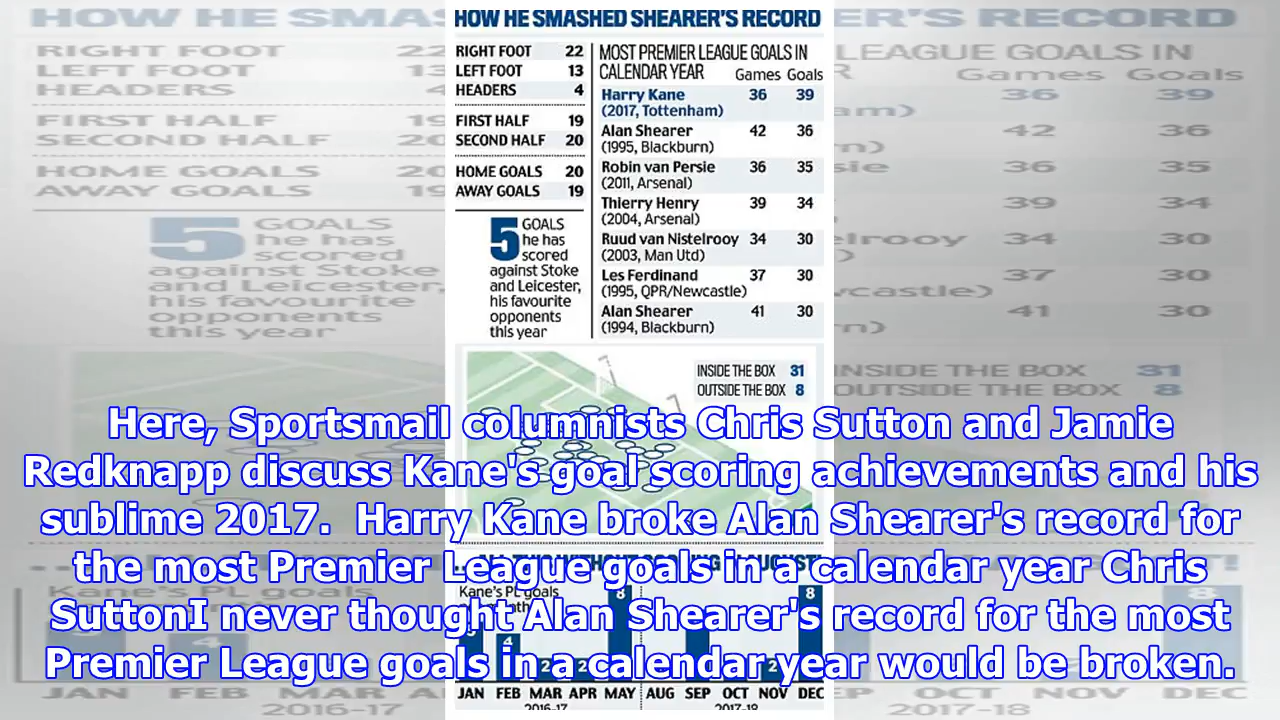 HOW HE SMASHED SHEARER'S RECORD
RIGHT FOOT 22
LEFT FOOT 13
HEADERS 4
FIRST HALF 19
SECOND HALF 20
HOME GOALS 20
AWAY GOALS 19
5 GOALS
he has
scored
against Stoke
and Leicester,
his favourite
opponents
this year
MOST PREMIER LEAGUE GOALS IN
CALENDAR YEAR Games Goals
Harry Kane 36 39
(2017, Tottenham)
Alan Shearer 42 36
(1995, Blackburn)
Robin van Persie 36 35
(2011, Arsenal)
Thierry Henry 39 34
(2004, Arsenal)
Ruud van Nistelrooy 34 30
(2003, Man Utd)
Les Ferdinand 37 30
(1995, QPR/Newcastle)
Alan Shearer 41 30
(1994, Blackburn)
INSIDE THE BOX 31
OUTSIDE THE BOX 8
Here, Sportsmail columnists Chris Sutton and Jamie
Redknapp discuss Kane's goal scoring achievements and his
sublime 2017. Harry Kane broke Alan Shearer's record for
the most Premier League goals in a calendar year Chris
SuttonI never thought Alan Shearer's record for the most
Premier League goals in a calendar year would be broken.
Kane's PL goals
4
8
8
2
JAN FEB MAR APR MAY AUG SEP OCT NOV DEC
2016-17 2017-18